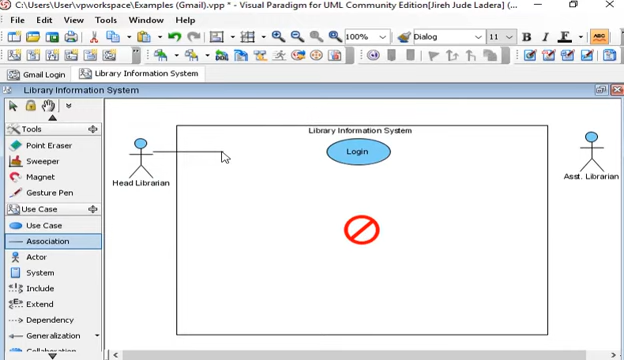 C:\Users\User\vpworkspace\Examples (Gmail).vpp * - Visual Paradigm for UML Community Edition[Jireh Jude Ladera] (...
File Edit View Tools Window Help
100% Dialog 11 B I F ABC
Gmail Login Library Information System
Library Information System
Tools
Point Eraser
Sweeper
Magnet
Gesture Pen
Use Case
Use Case
Association
Actor
System
Include
Extend
Dependency
Generalization
Collaboration
Library Information System
Login
Head Librarian
Asst. Librarian